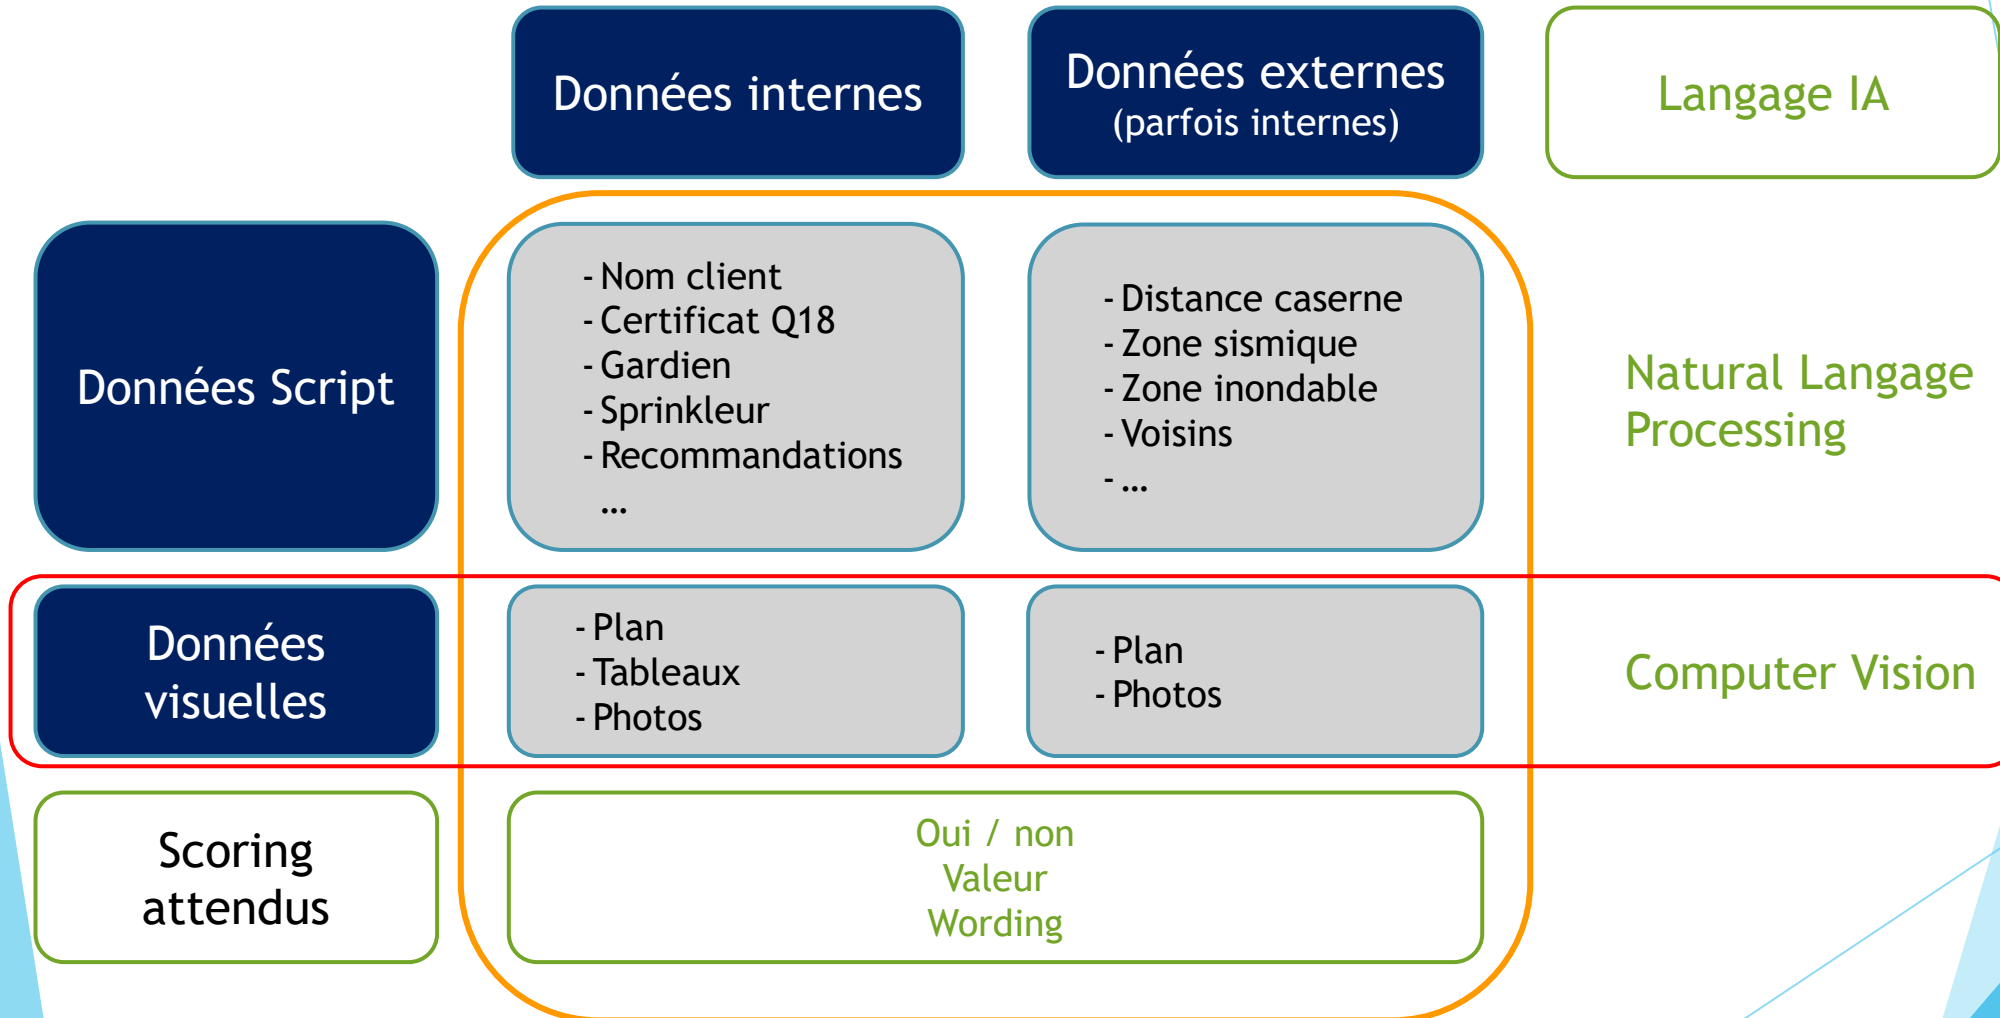 Données internes
Données externes
(parfois internes)
Langage IA
Données Script
- Nom client
- Certificat Q18
- Gardien
- Sprinkleur
- Recommandations
…
- Distance caserne
- Zone sismique
- Zone inondable
- Voisins
- …
Natural Langage
Processing
Données
visuelles
- Plan
- Tableaux
- Photos
- Plan
- Photos
Computer Vision
Scoring
attendus
Oui / non
Valeur
Wording